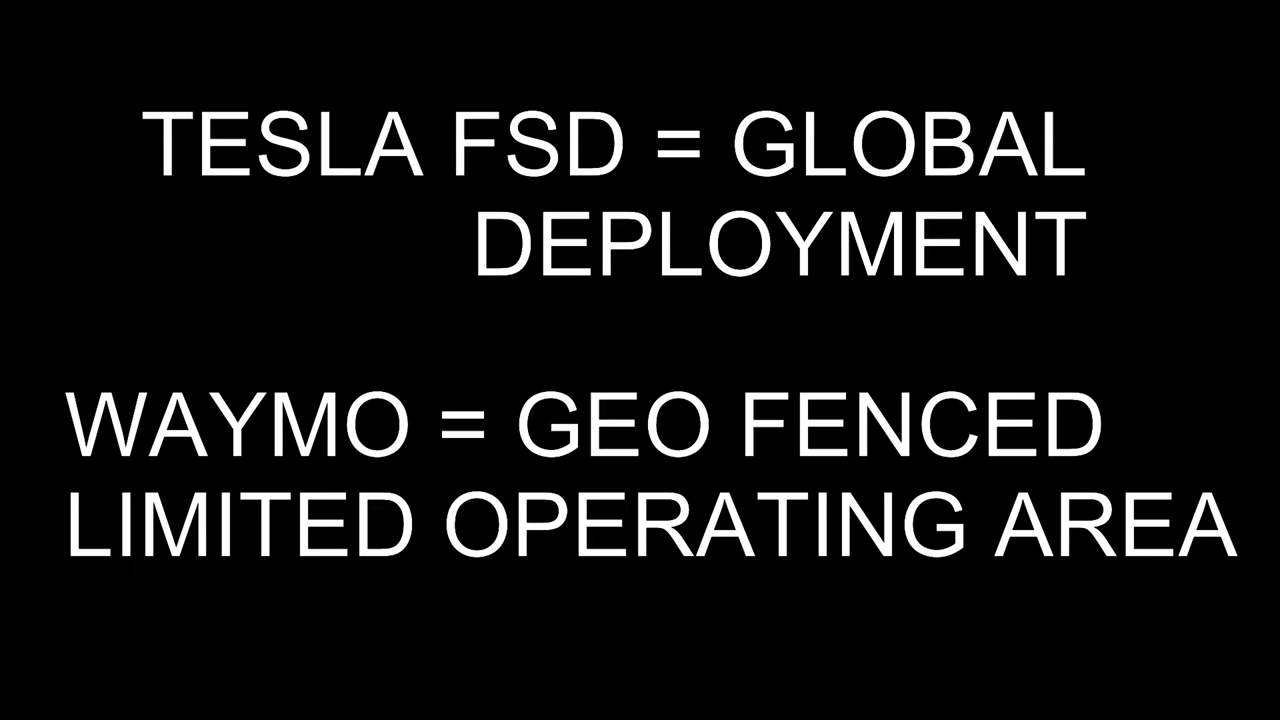 TESLA FSD = GLOBAL
DEPLOYMENT
WAYMO = GEO FENCED
LIMITED OPERATING AREA